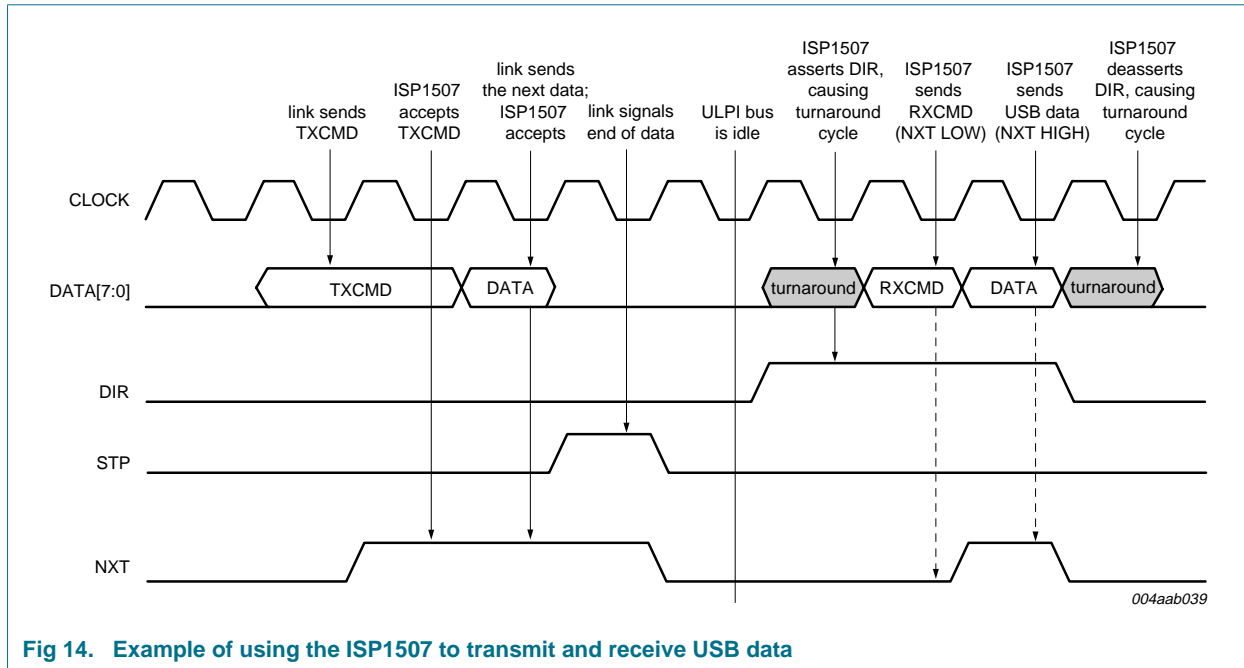 link sends
TXCMD
ISP1507
accepts
TXCMD
link sends
the next data;
ISP1507
accepts
link signals
end of data
ULPI bus
is idle
ISP1507
asserts DIR,
causing
turnaround
cycle
ISP1507
sends
RXCMD
(NXT LOW)
ISP1507
sends
USB data
(NXT HIGH)
ISP1507
deasserts
DIR, causing
turnaround
cycle
CLOCK
DATA[7:0]
TXCMD
DATA
turnaround
RXCMD
DATA
turnaround
DIR
STP
NXT
004aab039
Fig 14. Example of using the ISP1507 to transmit and receive USB data